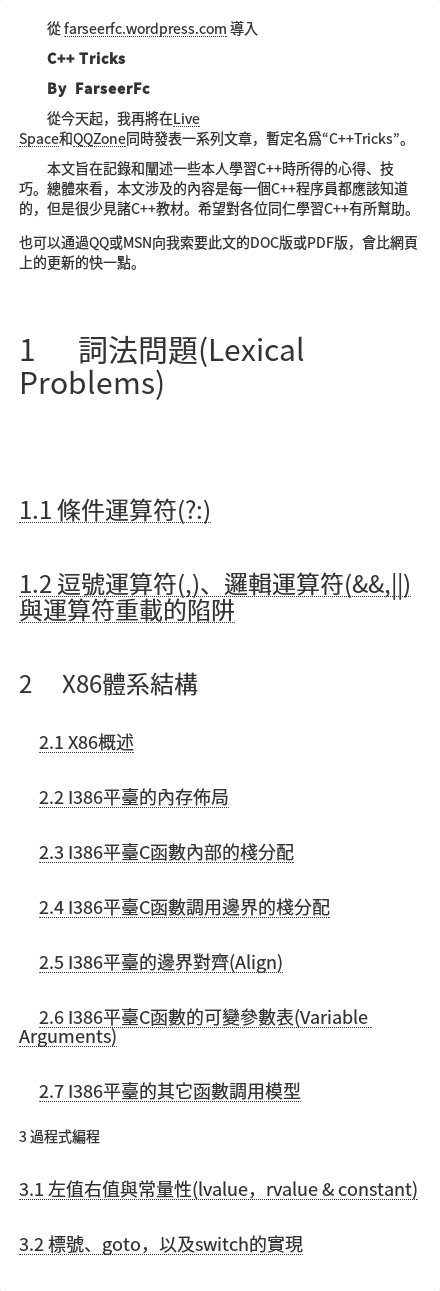 從 farseerfc.wordpress.com 導入
C++ Tricks
By FarseerFc
從今天起，我再將在Live
Space和QQZone同時發表一系列文章，暫定名爲“C++Tricks”。
本文旨在記錄和闡述一些本人學習C++時所得的心得、技
巧。總體來看，本文涉及的內容是每一個C++程序員都應該知道
的，但是很少見諸C++教材。希望對各位同仁學習C++有所幫助。
也可以通過QQ或MSN向我索要此文的DOC版或PDF版，會比網頁
上的更新的快一點。
1 詞法問題(Lexical
Problems)
1.1 條件運算符(?:)
1.2 逗號運算符(,)、邏輯運算符(&&,||)
與運算符重載的陷阱
2 X86體系結構
2.1 X86概述
2.2 I386平臺的內存佈局
2.3 I386平臺C函數內部的棧分配
2.4 I386平臺C函數調用邊界的棧分配
2.5 I386平臺的邊界對齊(Align)
2.6 I386平臺C函數的可變參數表(Variable
Arguments)
2.7 I386平臺的其它函數調用模型
3 過程式編程
3.1 左值右值與常量性(lvalue，rvalue & constant)
3.2 標號、goto，以及switch的實現